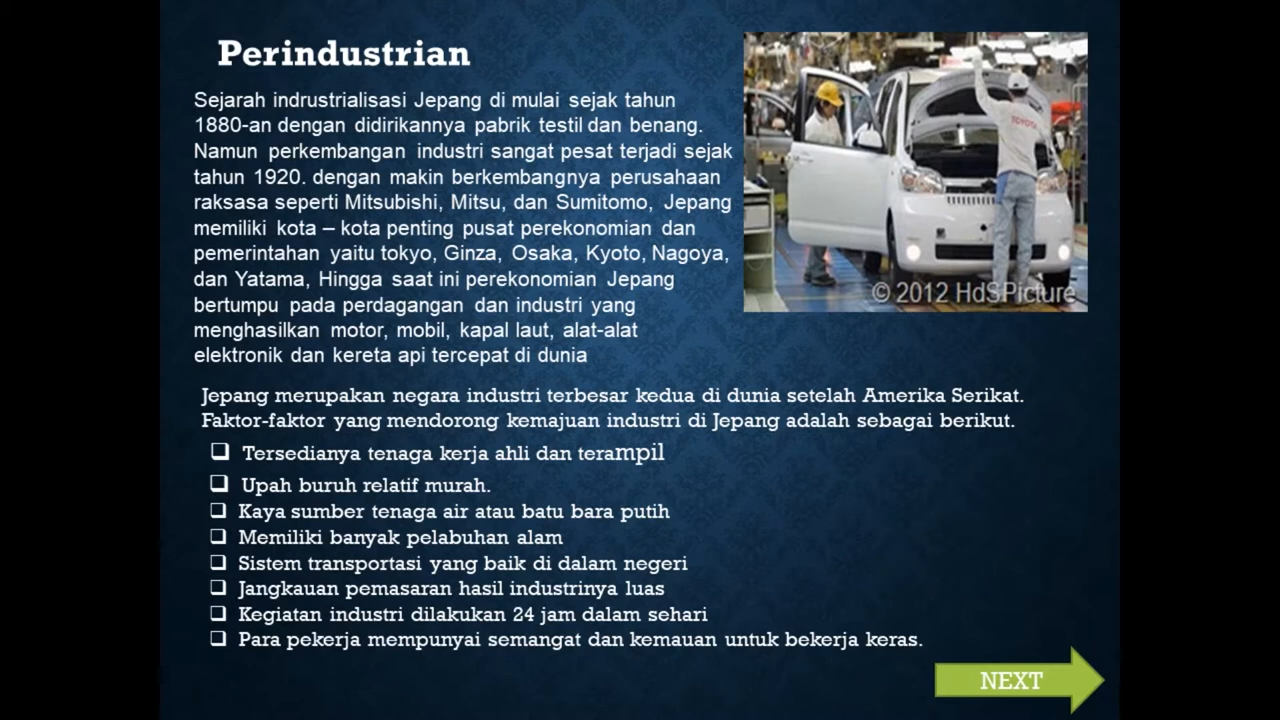 Perindustrian
Sejarah indrustrialisasi Jepang di mulai sejak tahun
1880-an dengan didirikannya pabrik testil dan benang.
Namun perkembangan industri sangat pesat terjadi sejak
tahun 1920. dengan makin berkembangnya perusahaan
raksasa seperti Mitsubishi, Mitsu, dan Sumitomo, Jepang
memiliki kota – kota penting pusat perekonomian dan
pemerintahan yaitu tokyo, Ginza, Osaka, Kyoto, Nagoya,
dan Yatama, Hingga saat ini perekonomian Jepang
bertumpu pada perdagangan dan industri yang
menghasilkan motor, mobil, kapal laut, alat-alat
elektronik dan kereta api tercepat di dunia
TOYOTA
© 2012 HdSPicture
Jepang merupakan negara industri terbesar kedua di dunia setelah Amerika Serikat.
Faktor-faktor yang mendorong kemajuan industri di Jepang adalah sebagai berikut.
❑ Tersedianya tenaga kerja ahli dan terampil
❑ Upah buruh relatif murah.
❑ Kaya sumber tenaga air atau batu bara putih
❑ Memiliki banyak pelabuhan alam
❑ Sistem transportasi yang baik di dalam negeri
❑ Jangkauan pemasaran hasil industrinya luas
❑ Kegiatan industri dilakukan 24 jam dalam sehari
❑ Para pekerja mempunyai semangat dan kemauan untuk bekerja keras.
NEXT